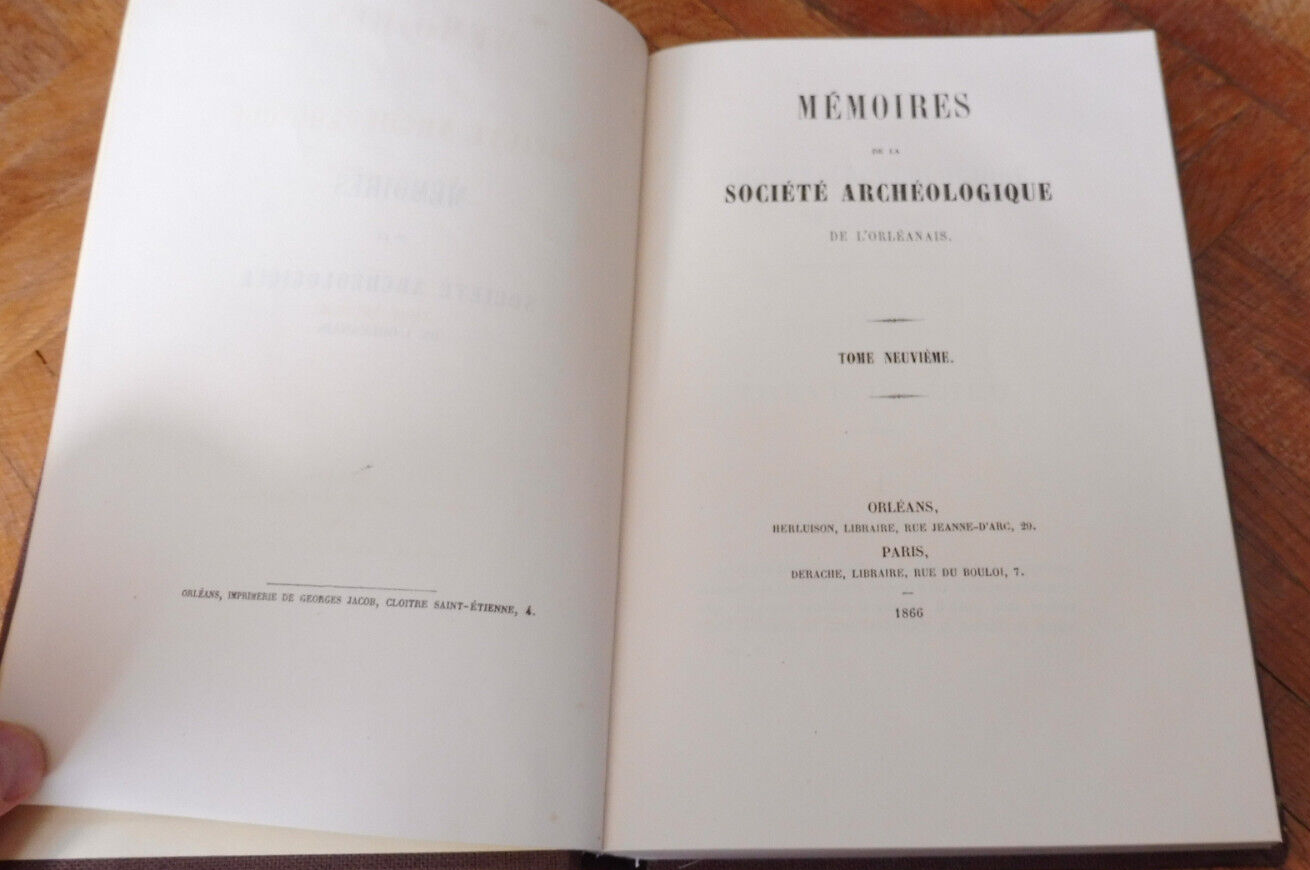 ORLÉANS, IMPRIMERIE DE GEORGES JACOB, CLOITRE SAINT-ÉTIENNE, 4.
MÉMOIRES
DE LA
SOCIÉTÉ ARCHÉOLOGIQUE
DE L'ORLÉANAIS.
TOME NEUVIÈME.
ORLÉANS,
HERLUISON, LIBRAIRE, RUE JEANNE-D'ARC, 29.
PARIS,
DERACHE, LIBRAIRE, RUE DU BOULOI, 7.
1866